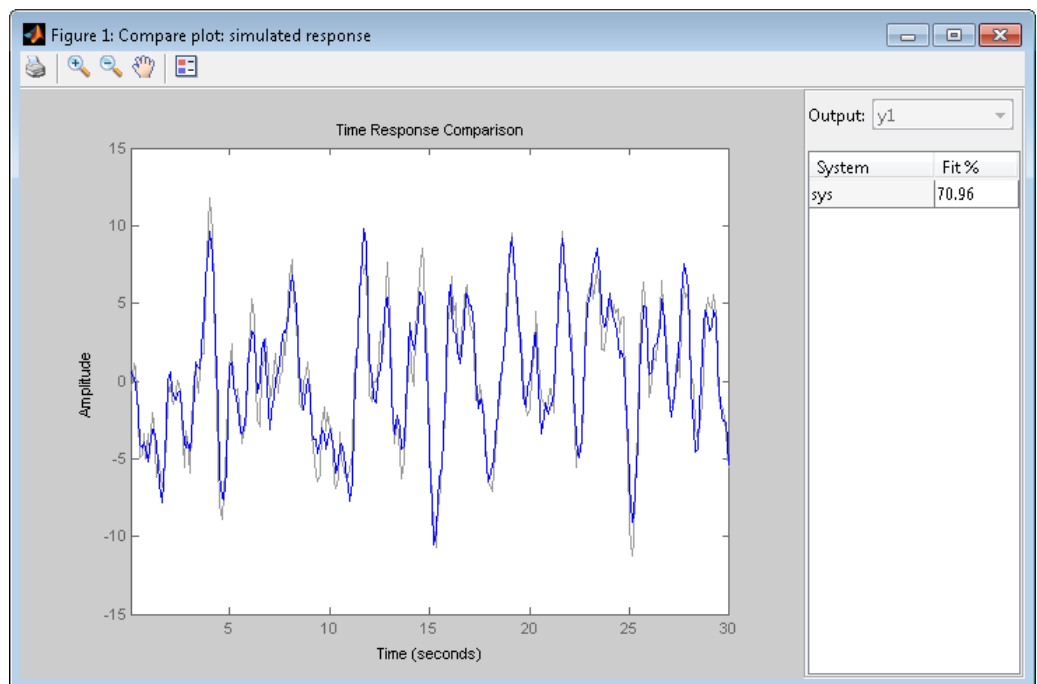 Figure 1: Compare plot: simulated response
Output: y1
System Fit %
sys 70.96
Time Response Comparison
Amplitude
15
10
5
0
-5
-10
-15
5 10 15 20 25 30
Time (seconds)